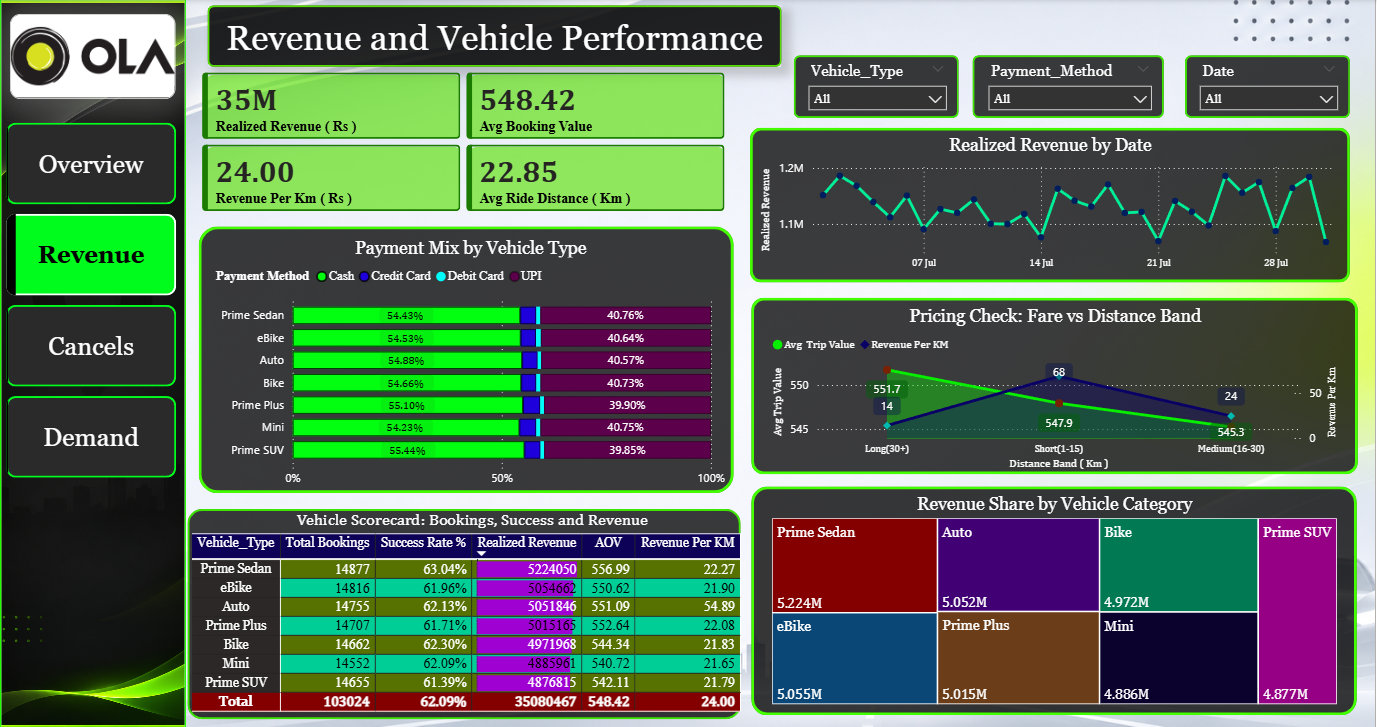 OLA
Revenue and Vehicle Performance
Overview
Revenue
Cancels
Demand
35M
Realized Revenue ( Rs )
548.42
Avg Booking Value
24.00
Revenue Per Km ( Rs )
22.85
Avg Ride Distance ( Km )
Vehicle_Type
All
Payment_Method
All
Date
All
Payment Mix by Vehicle Type
Payment Method Cash Credit Card Debit Card UPI
Prime Sedan 54.43% 40.76%
eBike 54.53% 40.64%
Auto 54.88% 40.57%
Bike 54.66% 40.73%
Prime Plus 55.10% 39.90%
Mini 54.23% 40.75%
Prime SUV 55.44% 39.85%
0% 50% 100%
Realized Revenue by Date
Realized Revenue
1.2M
1.1M
07 Jul 14 Jul 21 Jul 28 Jul
Pricing Check: Fare vs Distance Band
Avg Trip Value Revenue Per KM
Avg Trip Value
550
545
551.7
14
68
547.9
24
545.3
50
0
Revenue Per Km
Long(30+) Short(1-15) Medium(16-30)
Distance Band ( Km )
Vehicle Scorecard: Bookings, Success and Revenue
Vehicle_Type Total Bookings Success Rate % Realized Revenue AOV Revenue Per KM
Prime Sedan 14877 63.04% 5224050 556.99 22.27
eBike 14816 61.96% 5054662 550.62 21.90
Auto 14755 62.13% 5051846 551.09 54.89
Prime Plus 14707 61.71% 5015165 552.64 22.08
Bike 14662 62.30% 4971968 544.34 21.83
Mini 14552 62.09% 4885961 540.72 21.65
Prime SUV 14655 61.39% 4876815 542.11 21.79
Total 103024 62.09% 35080467 548.42 24.00
Revenue Share by Vehicle Category
Prime Sedan
5.224M
Auto
5.052M
Bike
4.972M
Prime SUV
4.877M
eBike
5.055M
Prime Plus
5.015M
Mini
4.886M